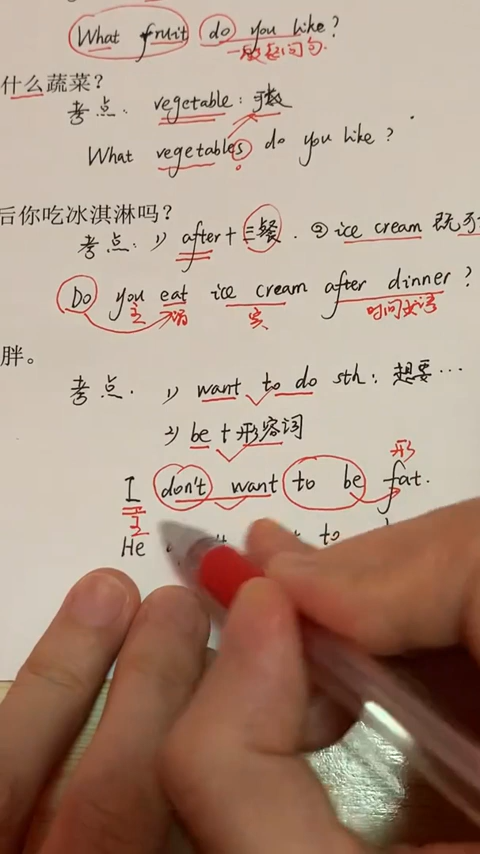 What fruit do you like?
一般疑问句.
什么蔬菜?
考点. vegetable: 可数
What vegetables do you like?
后你吃冰淇淋吗?
考点: 1) after + 三餐. ② ice cream 既可
Do you eat ice cream after dinner?
主 谓 宾 时间状语
胖。
考点. 1) want to do sth: 想要…
2) be + 形容词
形
I don't want to be fat.
主
He to